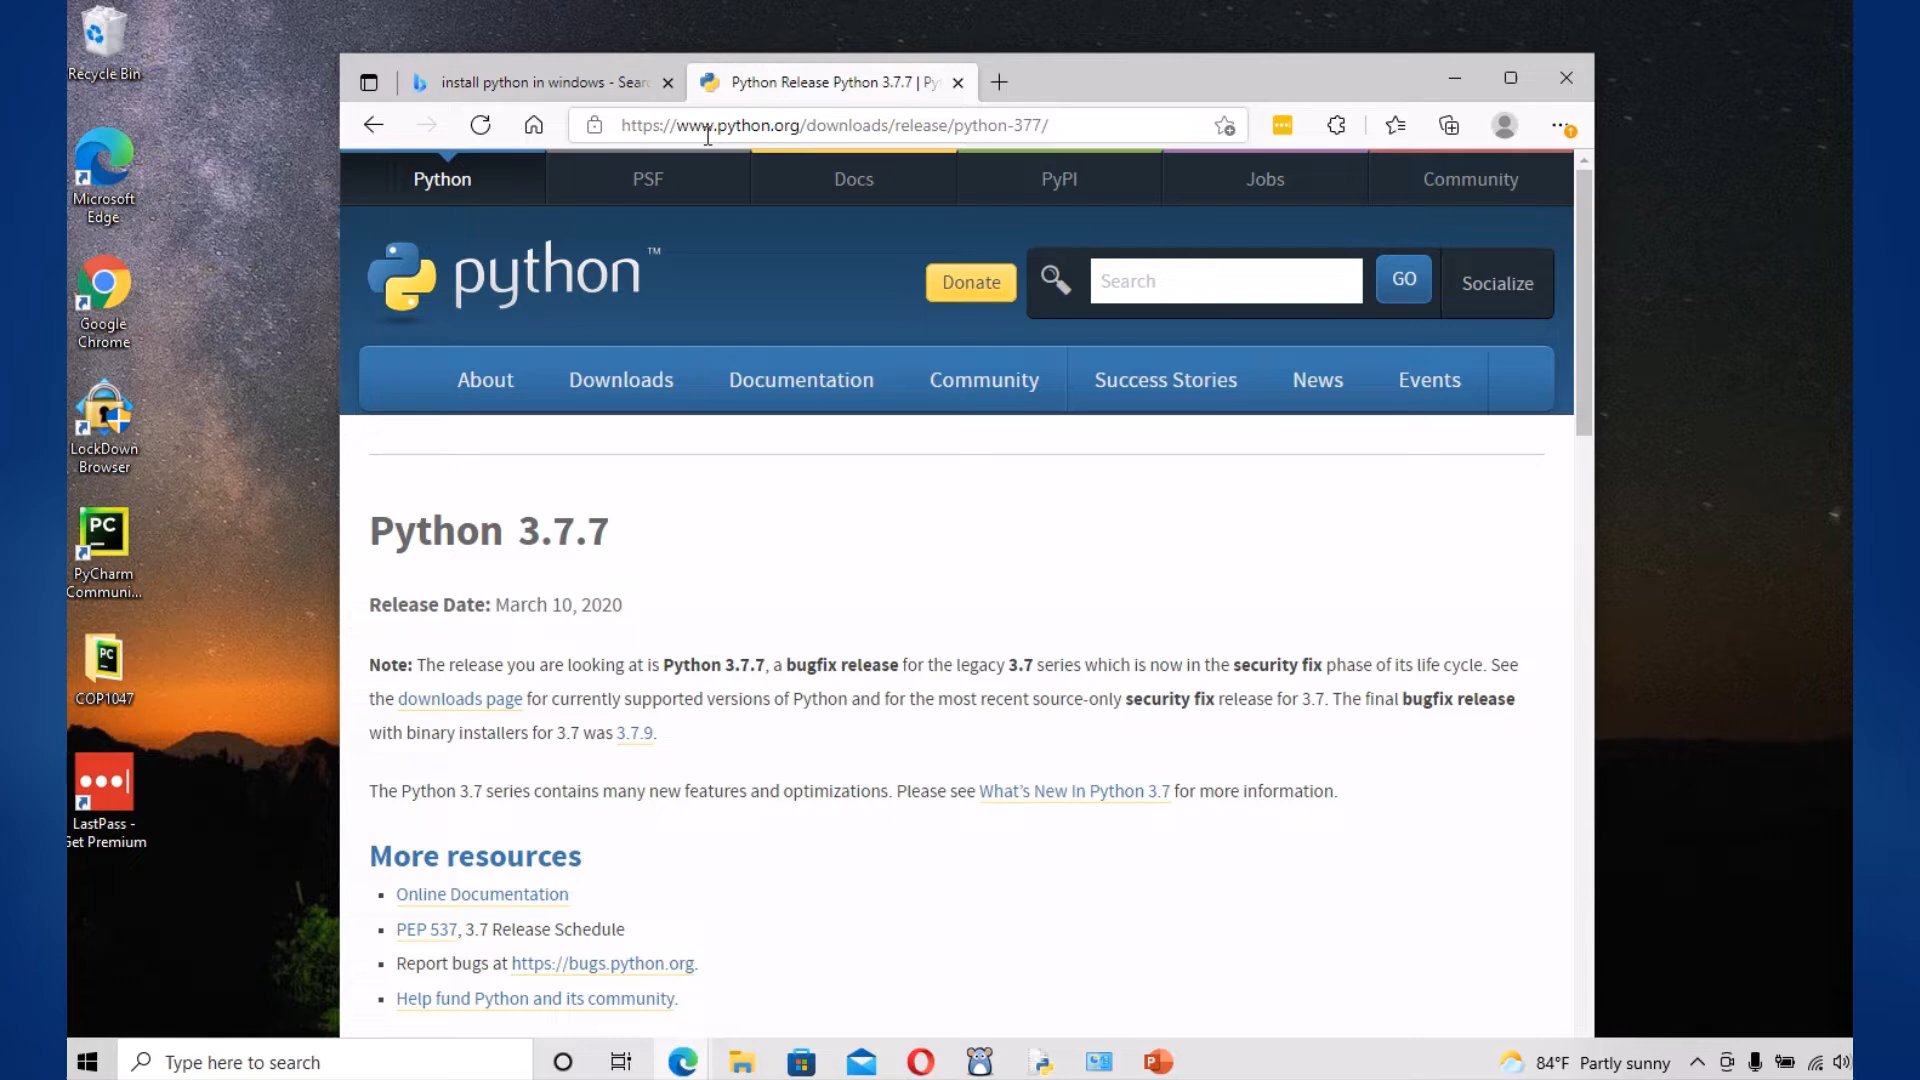 Recycle Bin
Microsoft
Edge
Google
Chrome
LockDown
Browser
PC
PyCharm
Communi...
PC
COP1047
LastPass -
Get Premium
install python in windows - Sear
Python Release Python 3.7.7 | Py
https://www.python.org/downloads/release/python-377/
Python
PSF
Docs
PyPI
Jobs
Community
python™
Donate
Search
GO
Socialize
About
Downloads
Documentation
Community
Success Stories
News
Events
Python 3.7.7
Release Date: March 10, 2020
Note: The release you are looking at is Python 3.7.7, a bugfix release for the legacy 3.7 series which is now in the security fix phase of its life cycle. See
the downloads page for currently supported versions of Python and for the most recent source-only security fix release for 3.7. The final bugfix release
with binary installers for 3.7 was 3.7.9.
The Python 3.7 series contains many new features and optimizations. Please see What's New In Python 3.7 for more information.
More resources
Online Documentation
PEP 537, 3.7 Release Schedule
Report bugs at https://bugs.python.org.
Help fund Python and its community.
Type here to search
84°F Partly sunny